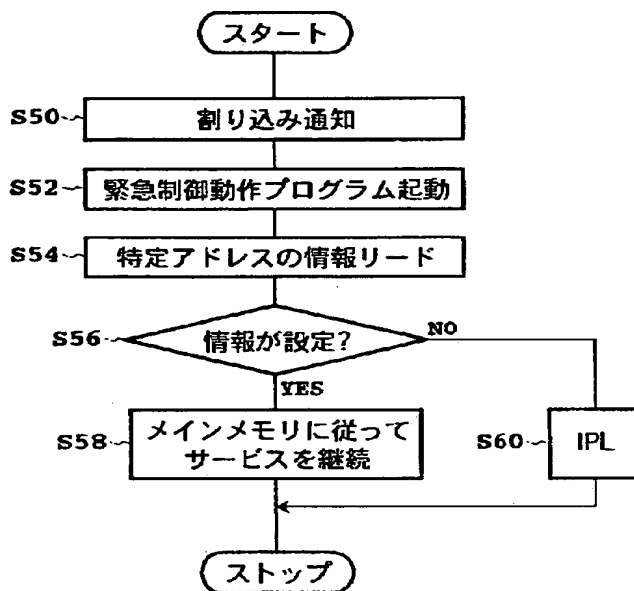 スタート
S50
割り込み通知
S52
緊急制御動作プログラム起動
S54
特定アドレスの情報リード
S56
情報が設定?
NO
YES
S58
メインメモリに従って
サービスを継続
S60
IPL
ストップ